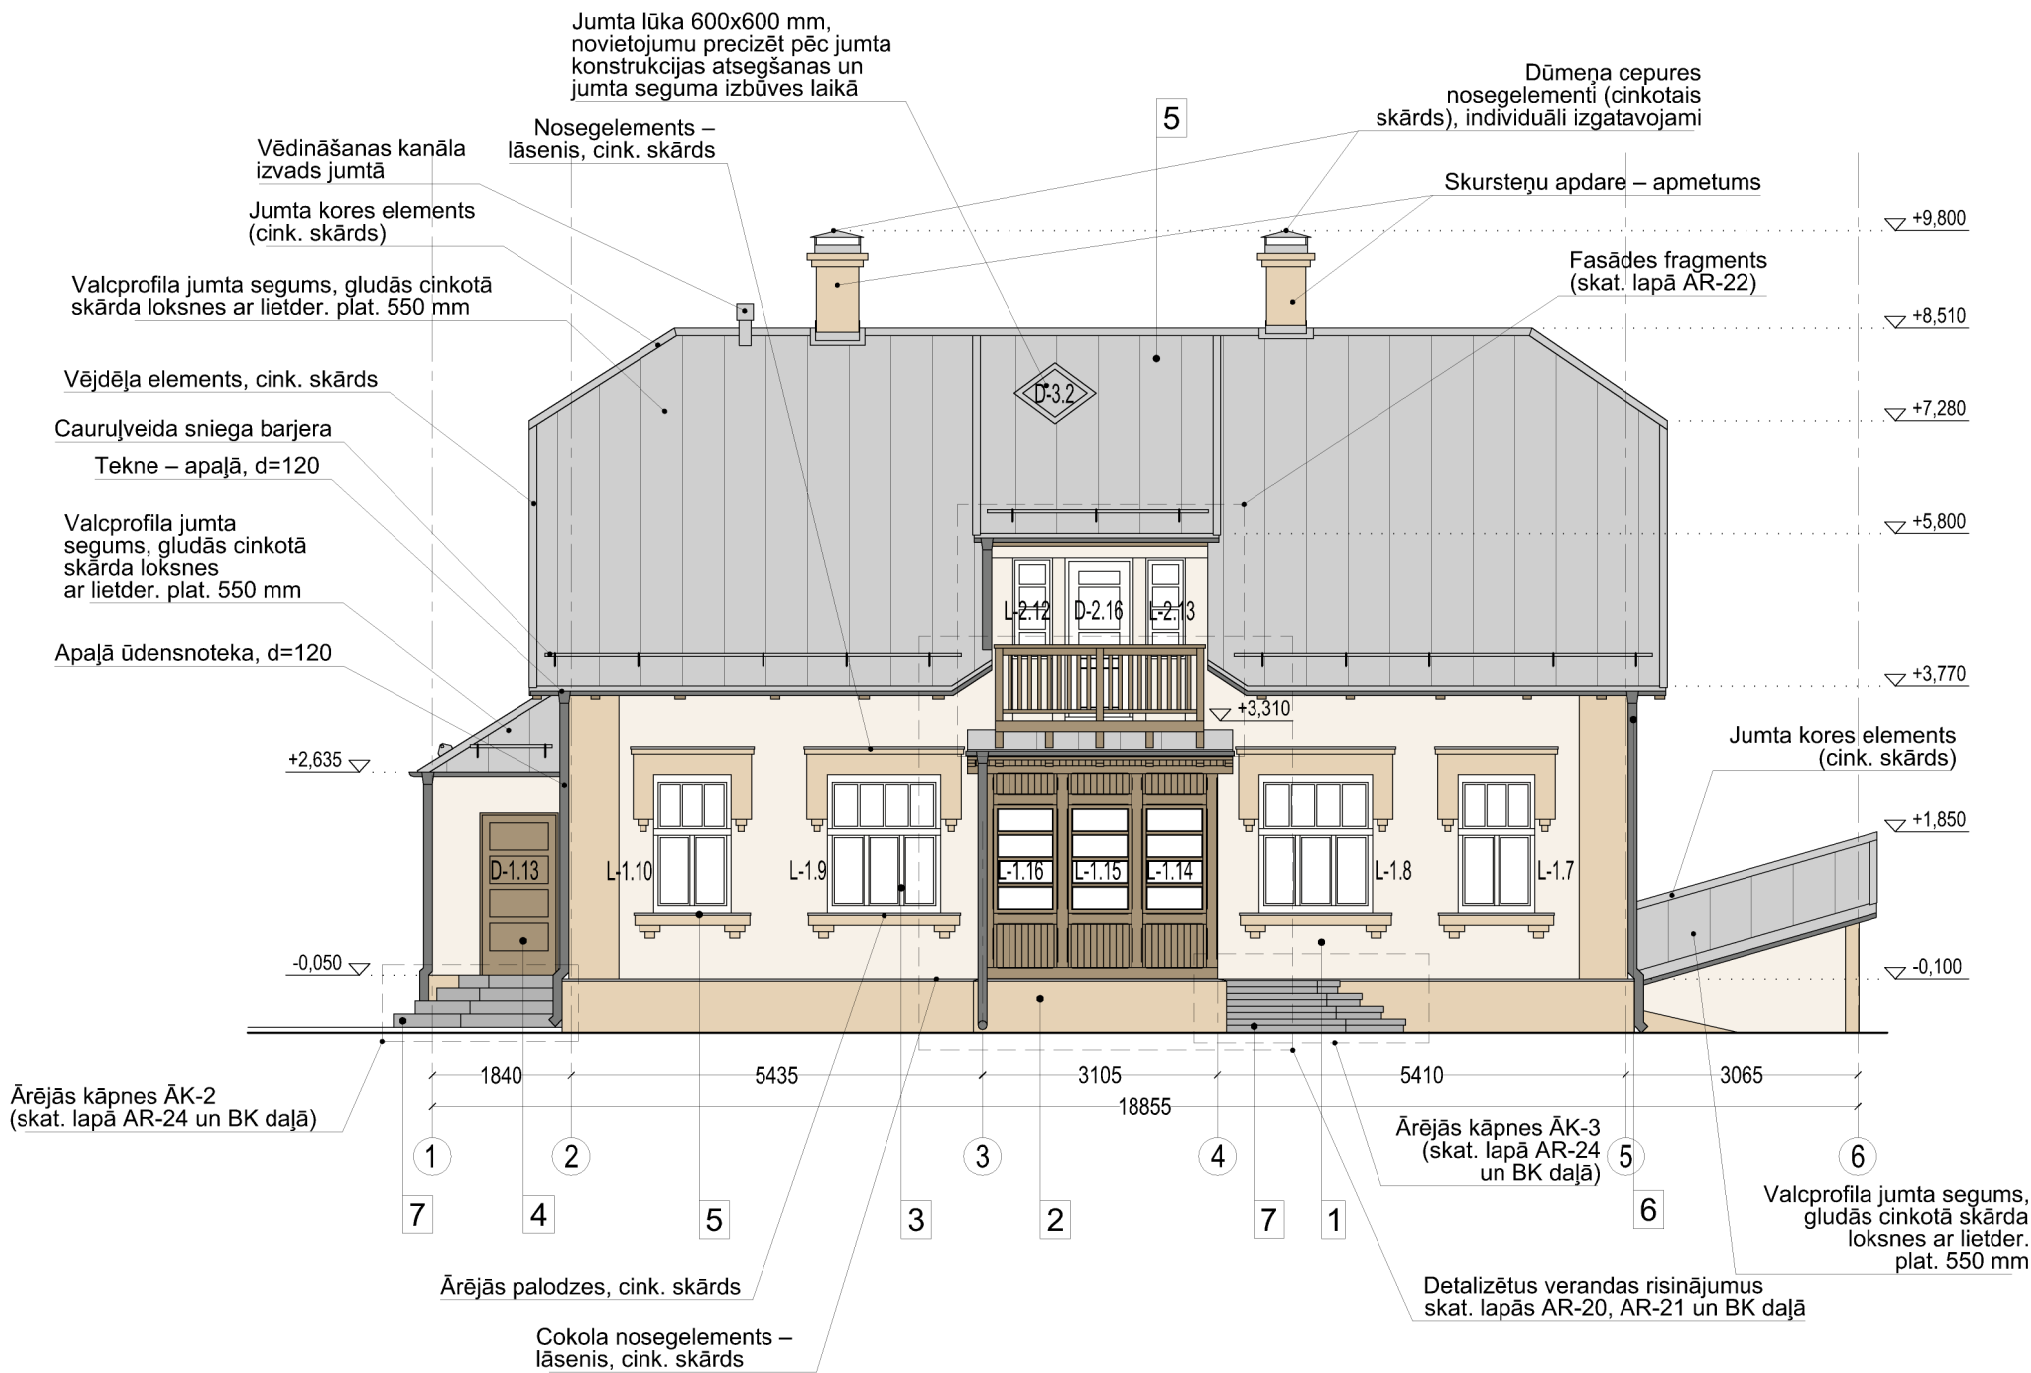 Jumta lūka 600x600 mm,
novietojumu precizēt pēc jumta
konstrukcijas atsegšanas un
jumta seguma izbūves laikā
Dūmeņa cepures
nosegelementi (cinkotais
skārds), individuāli izgatavojami
5
Nosegelements –
lāsenis, cink. skārds
Vēdināšanas kanāla
izvads jumtā
Skursteņu apdare – apmetums
Jumta kores elements
(cink. skārds)
+9,800
Fasādes fragments
(skat. lapā AR-22)
Valcprofila jumta segums, gludās cinkotā
skārda loksnes ar lietder. plat. 550 mm
+8,510
Vējdēļa elements, cink. skārds
D-3.2
+7,280
Cauruļveida sniega barjera
Tekne – apaļā, d=120
Valcprofila jumta
segums, gludās cinkotā
skārda loksnes
ar lietder. plat. 550 mm
+5,800
L-2.12
D-2.16
L-2.13
Apaļā ūdensnoteka, d=120
+3,770
+3,310
Jumta kores elements
(cink. skārds)
+2,635
+1,850
D-1.13
L-1.10
L-1.9
L-1.16
L-1.15
L-1.14
L-1.8
L-1.7
-0,050
-0,100
1840
5435
3105
5410
3065
18855
Ārējās kāpnes ĀK-2
(skat. lapā AR-24 un BK daļā)
Ārējās kāpnes ĀK-3
(skat. lapā AR-24
un BK daļā)
1
2
3
4
5
6
7
4
5
3
2
7
1
6
Valcprofila jumta segums,
gludās cinkotā skārda
loksnes ar lietder.
plat. 550 mm
Ārējās palodzes, cink. skārds
Detalizētus verandas risinājumus
skat. lapās AR-20, AR-21 un BK daļā
Cokola nosegelements –
lāsenis, cink. skārds